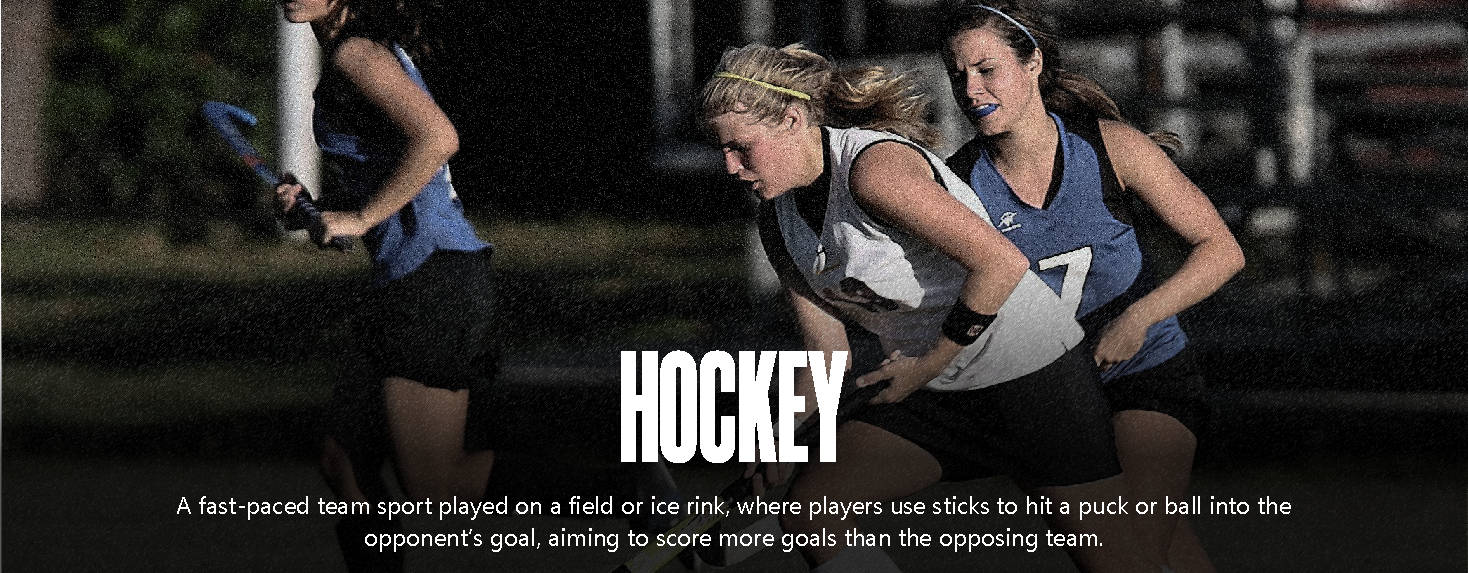 7
HOCKEY
A fast-paced team sport played on a field or ice rink, where players use sticks to hit a puck or ball into the
opponent's goal, aiming to score more goals than the opposing team.